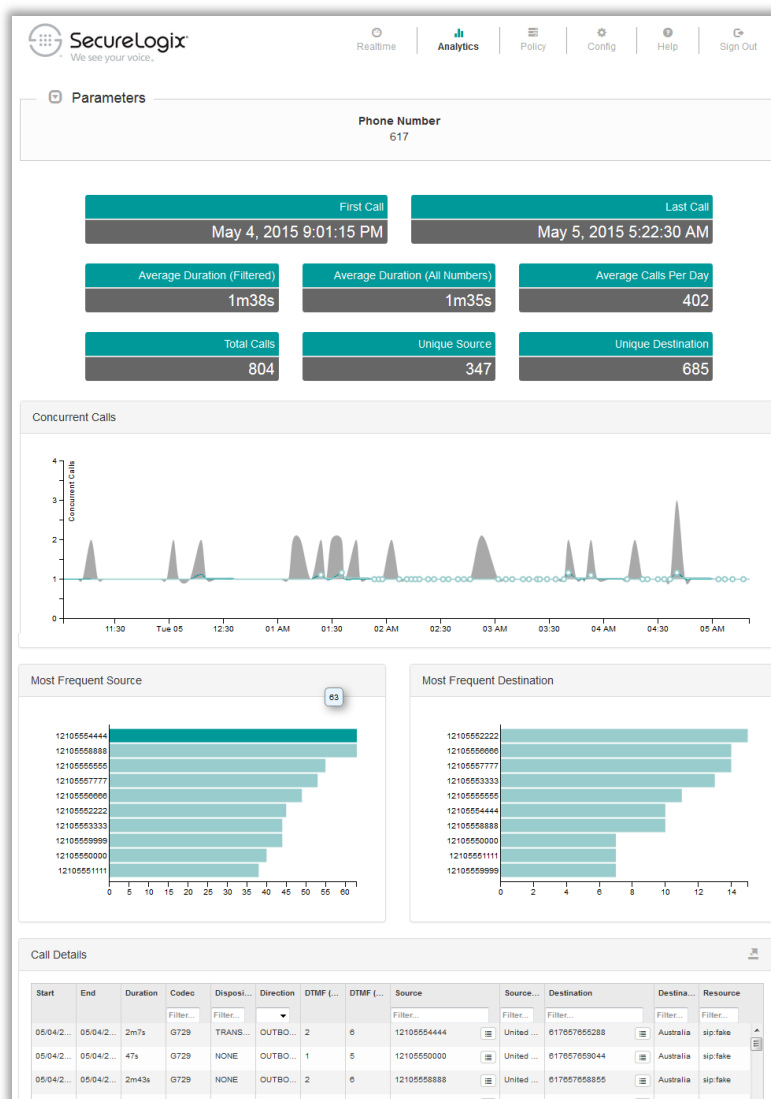 SecureLogix
We see your voice.
Realtime Analytics Policy Config Help Sign Out
Parameters
Phone Number
617
First Call Last Call
May 4, 2015 9:01:15 PM May 5, 2015 5:22:30 AM
Average Duration (Filtered) Average Duration (All Numbers) Average Calls Per Day
1m38s 1m35s 402
Total Calls Unique Source Unique Destination
804 347 685
Concurrent Calls
Concurrent Calls
4
3
2
1
0
11:30 Tue 05 12:30 01 AM 01:30 02 AM 02:30 03 AM 03:30 04 AM 04:30 05 AM
Most Frequent Source
63
12105554444
12105558888
12105555555
12105557777
12105556666
12105552222
12105553333
12105559999
12105550000
12105551111
0 5 10 15 20 25 30 35 40 45 50 55 60
Most Frequent Destination
12105552222
12105556666
12105557777
12105553333
12105555555
12105554444
12105558888
12105550000
12105551111
12105559999
0 2 4 6 8 10 12 14
Call Details
Start End Duration Codec Disposi... Direction DTMF (... DTMF (... Source Source... Destination Destina... Resource
Filter... Filter... Filter... Filter... Filter... Filter... Filter...
05/04/2... 05/04/2... 2m7s G729 TRANS... OUTBO... 2 6 12105554444 United ... 617657655288 Australia sip:fake
05/04/2... 05/04/2... 47s G729 NONE OUTBO... 1 5 12105550000 United ... 617657659044 Australia sip:fake
05/04/2... 05/04/2... 2m43s G729 NONE OUTBO... 2 6 12105558888 United ... 617657658855 Australia sip:fake